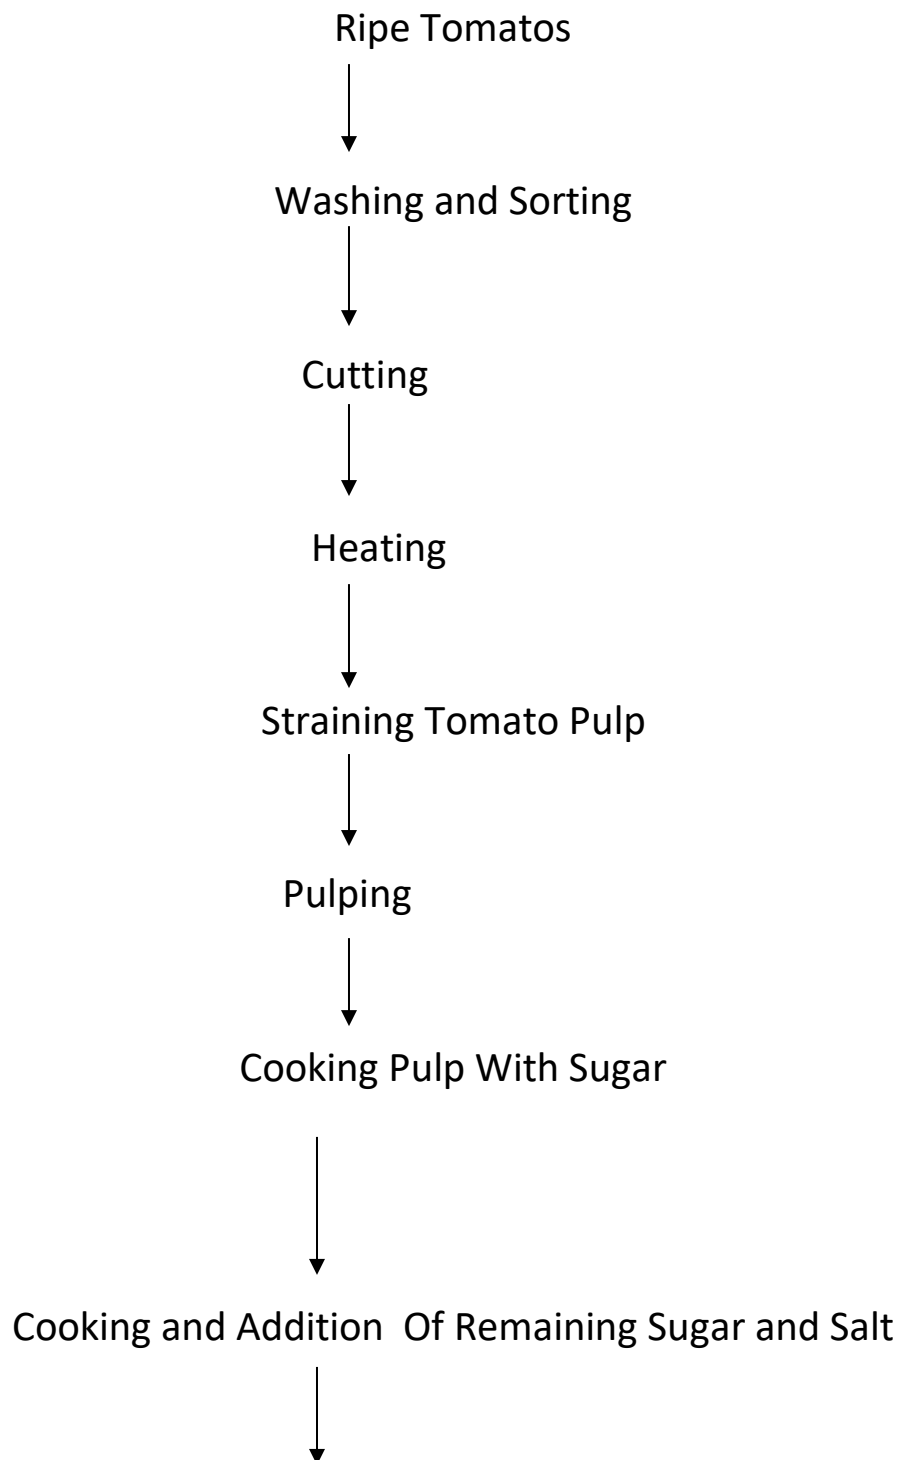 Ripe Tomatos
Washing and Sorting
Cutting
Heating
Straining Tomato Pulp
Pulping
Cooking Pulp With Sugar
Cooking and Addition  Of Remaining Sugar and Salt